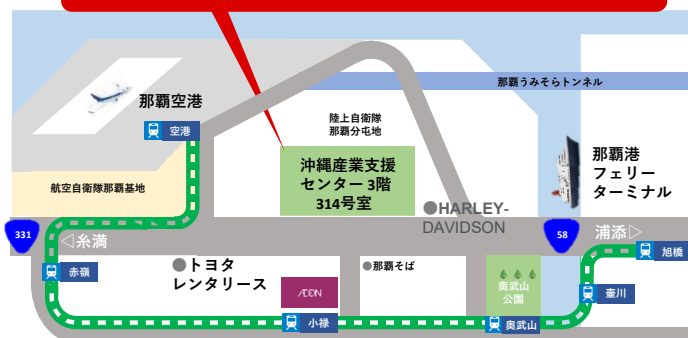 那覇うみそらトンネル
那覇空港
空港
陸上自衛隊
那覇分屯地
航空自衛隊那覇基地
沖縄産業支援
センター 3階
314号室
那覇港
フェリー
ターミナル
●HARLEY-
DAVIDSON
331
◁糸満
58
浦添▷
旭橋
赤嶺
●トヨタ
レンタリース
ÆON
●那覇そば
奥武山
公園
壷川
小禄
奥武山